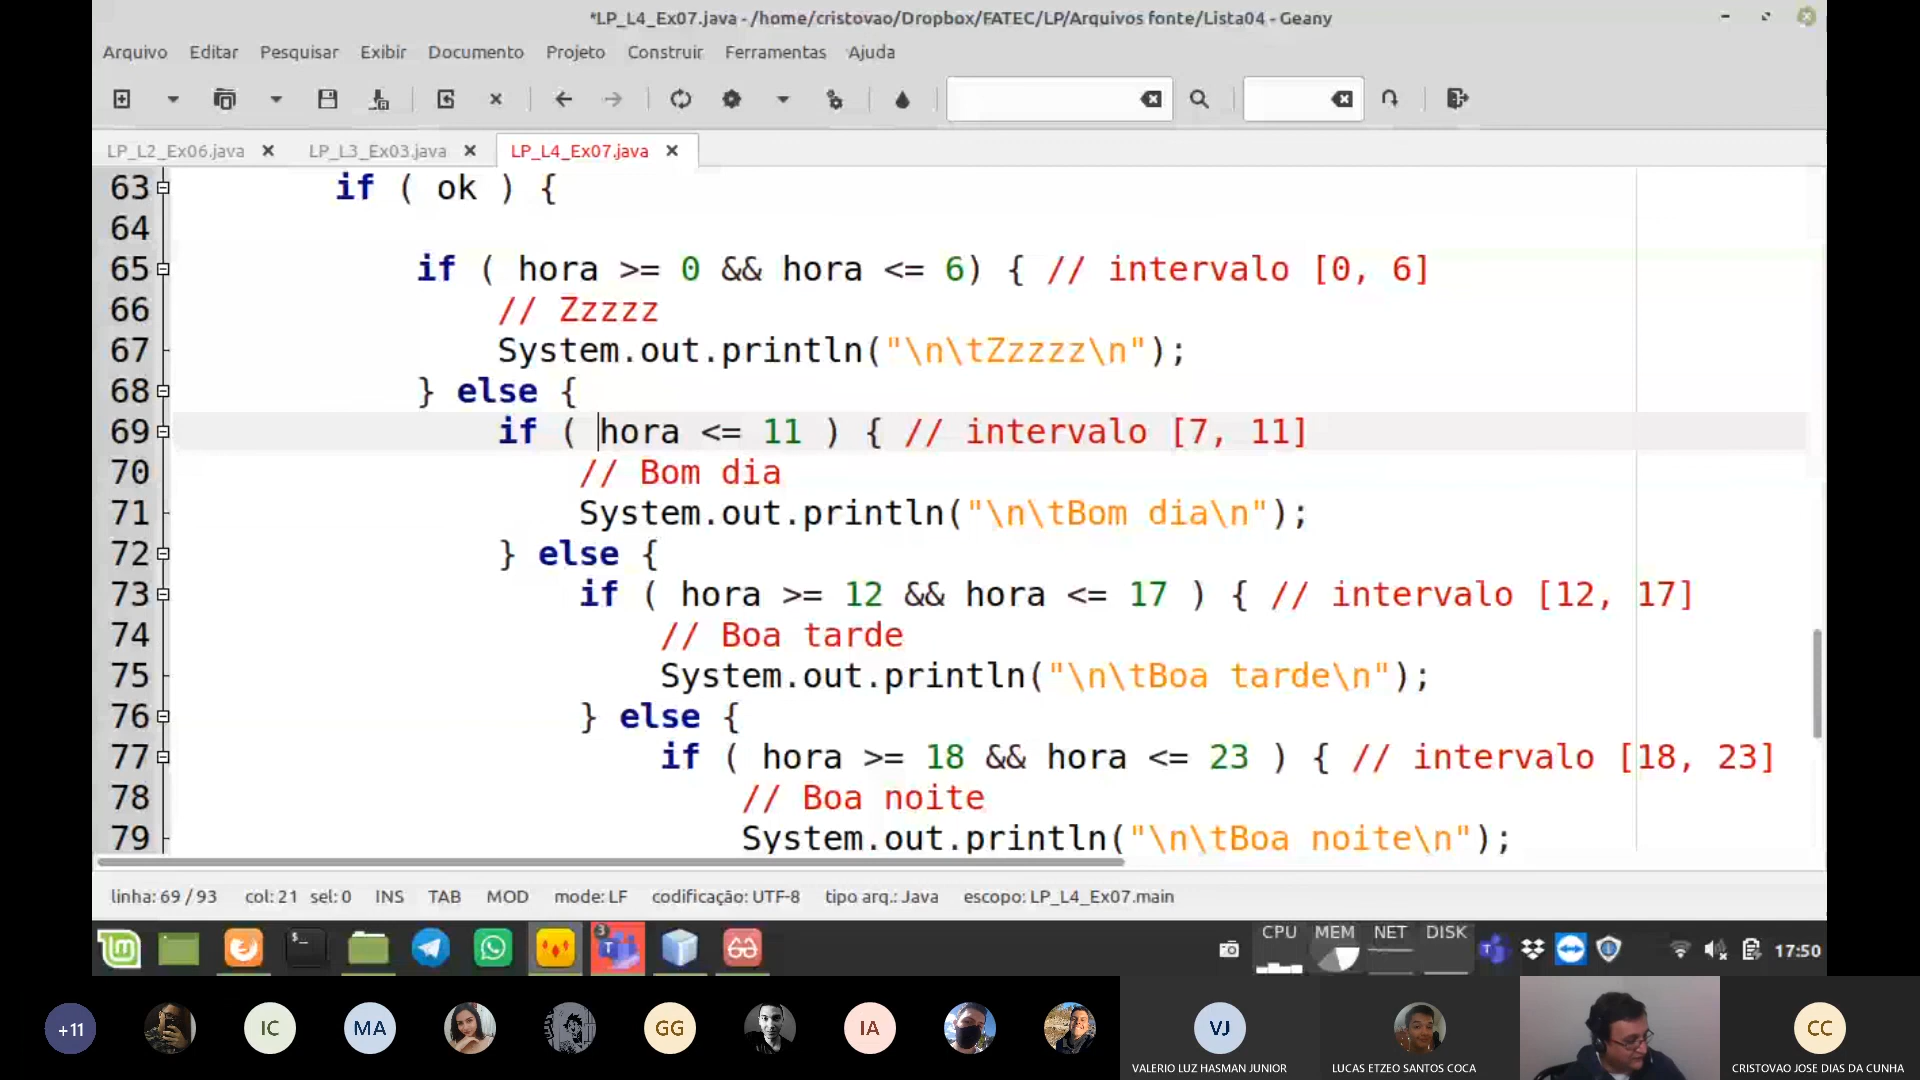 *LP_L4_Ex07.java - /home/cristovao/Dropbox/FATEC/LP/Arquivos fonte/Lista04 - Geany
Arquivo Editar Pesquisar Exibir Documento Projeto Construir Ferramentas Ajuda
LP_L2_Ex06.java LP_L3_Ex03.java LP_L4_Ex07.java
63 if ( ok ) {
64
65 if ( hora >= 0 && hora <= 6) { // intervalo [0, 6]
66 // Zzzzz
67 System.out.println("\n\tZzzzz\n");
68 } else {
69 if ( hora <= 11 ) { // intervalo [7, 11]
70 // Bom dia
71 System.out.println("\n\tBom dia\n");
72 } else {
73 if ( hora >= 12 && hora <= 17 ) { // intervalo [12, 17]
74 // Boa tarde
75 System.out.println("\n\tBoa tarde\n");
76 } else {
77 if ( hora >= 18 && hora <= 23 ) { // intervalo [18, 23]
78 // Boa noite
79 System.out.println("\n\tBoa noite\n");
linha: 69 / 93 col: 21 sel: 0 INS TAB MOD mode: LF codificação: UTF-8 tipo arq.: Java escopo: LP_L4_Ex07.main
3 CPU MEM NET DISK 17:50
+11 IC MA GG IA VJ CC
VALERIO LUZ HASMAN JUNIOR LUCAS ETZEO SANTOS COCA CRISTOVAO JOSE DIAS DA CUNHA